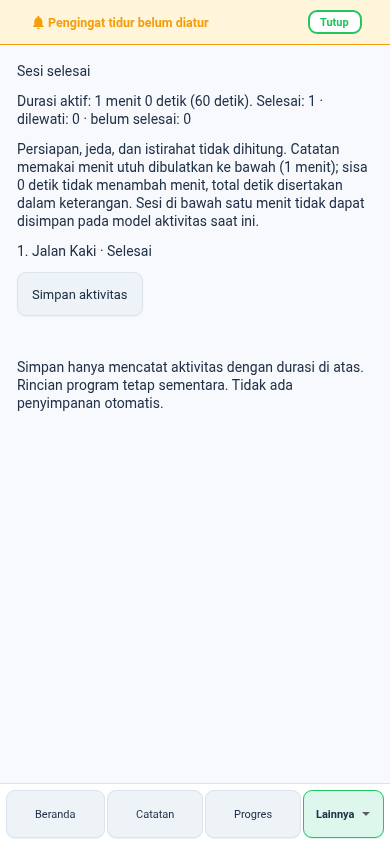 Pengingat tidur belum diatur
Tutup
Sesi selesai
Durasi aktif: 1 menit 0 detik (60 detik). Selesai: 1 ·
dilewati: 0 · belum selesai: 0
Persiapan, jeda, dan istirahat tidak dihitung. Catatan
memakai menit utuh dibulatkan ke bawah (1 menit); sisa
0 detik tidak menambah menit, total detik disertakan
dalam keterangan. Sesi di bawah satu menit tidak dapat
disimpan pada model aktivitas saat ini.
1. Jalan Kaki · Selesai
Simpan aktivitas
Simpan hanya mencatat aktivitas dengan durasi di atas.
Rincian program tetap sementara. Tidak ada
penyimpanan otomatis.
Beranda
Catatan
Progres
Lainnya